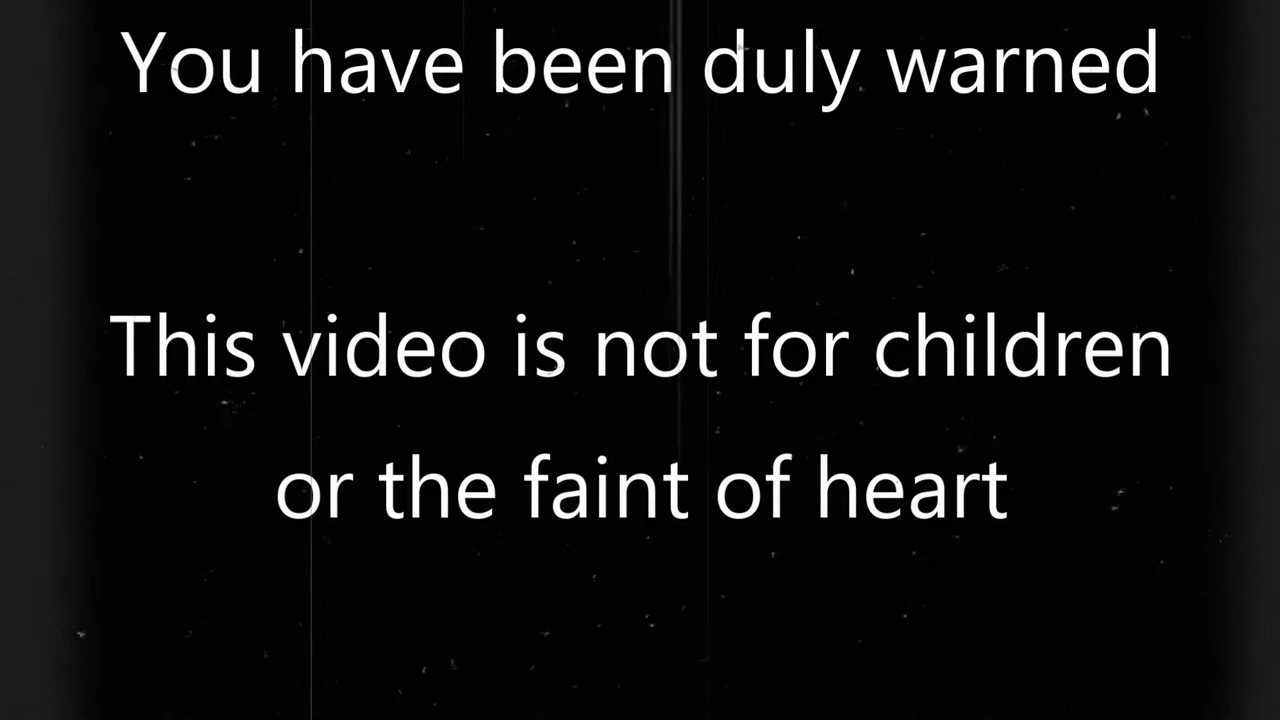 You have been duly warned
This video is not for children
or the faint of heart